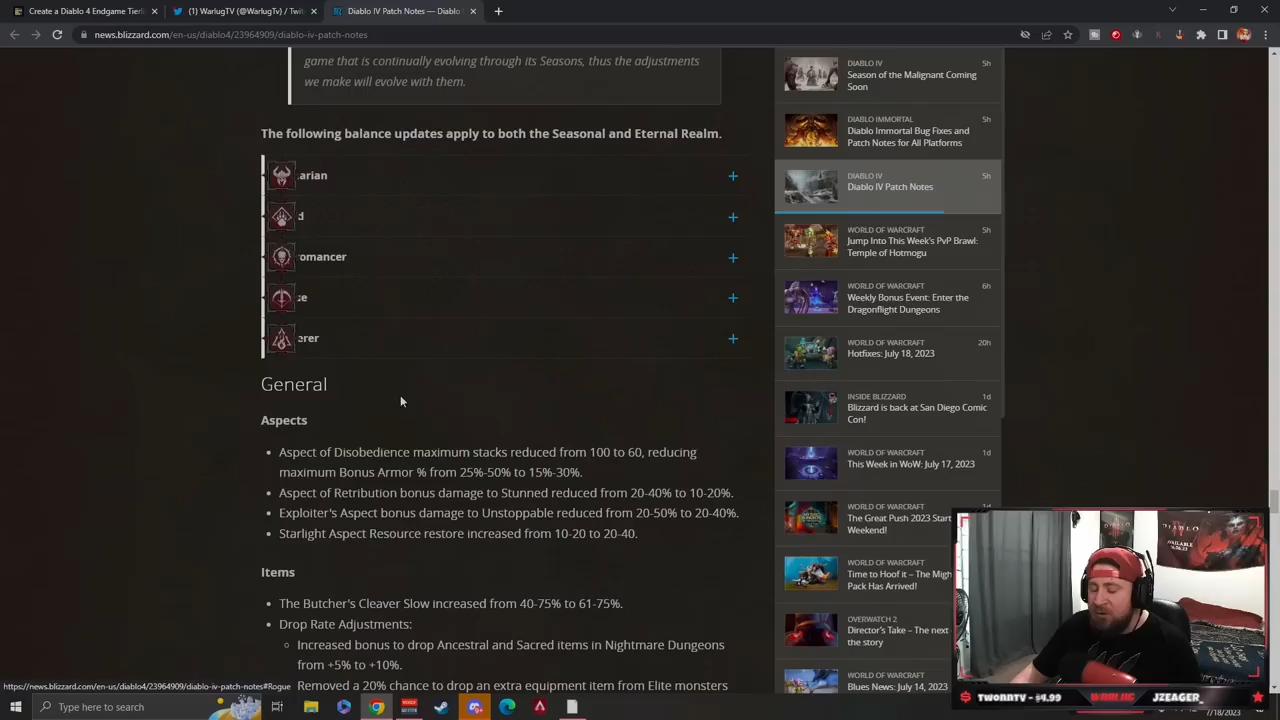 Create a Diablo 4 Endgame Tierli
(1) WarlugTV (@WarlugTv) / Twit
Diablo IV Patch Notes — Diablo
news.blizzard.com/en-us/diablo4/23964909/diablo-iv-patch-notes
game that is continually evolving through its Seasons, thus the adjustments
we make will evolve with them.
The following balance updates apply to both the Seasonal and Eternal Realm.
arian
d
romancer
erer
General
Aspects
• Aspect of Disobedience maximum stacks reduced from 100 to 60, reducing
maximum Bonus Armor % from 25%-50% to 15%-30%.
• Aspect of Retribution bonus damage to Stunned reduced from 20-40% to 10-20%.
• Exploiter's Aspect bonus damage to Unstoppable reduced from 20-50% to 20-40%.
• Starlight Aspect Resource restore increased from 10-20 to 20-40.
Items
• The Butcher's Cleaver Slow increased from 40-75% to 61-75%.
• Drop Rate Adjustments:
Increased bonus to drop Ancestral and Sacred items in Nightmare Dungeons
from +5% to +10%.
Removed a 20% chance to drop an extra equipment item from Elite monsters
DIABLO IV 5h
Season of the Malignant Coming
Soon
DIABLO IMMORTAL 5h
Diablo Immortal Bug Fixes and
Patch Notes for All Platforms
DIABLO IV 5h
Diablo IV Patch Notes
WORLD OF WARCRAFT 5h
Jump Into This Week's PvP Brawl:
Temple of Hotmogu
WORLD OF WARCRAFT 6h
Weekly Bonus Event: Enter the
Dragonflight Dungeons
WORLD OF WARCRAFT 20h
Hotfixes: July 18, 2023
INSIDE BLIZZARD 1d
Blizzard is back at San Diego Comic
Con!
WORLD OF WARCRAFT 1d
This Week in WoW: July 17, 2023
WORLD OF WARCRAFT 1d
The Great Push 2023 Start
Weekend!
WORLD OF WARCRAFT
Time to Hoof it – The Migh
Pack Has Arrived!
OVERWATCH 2
Director's Take – The next
the story
WORLD OF WARCRAFT
Blues News: July 14, 2023
https://news.blizzard.com/en-us/diablo4/23964909/diablo-iv-patch-notes#Rogue
Type here to search
TWONNTV - $4.99 WARLUG JZEAGER_
7/18/2023